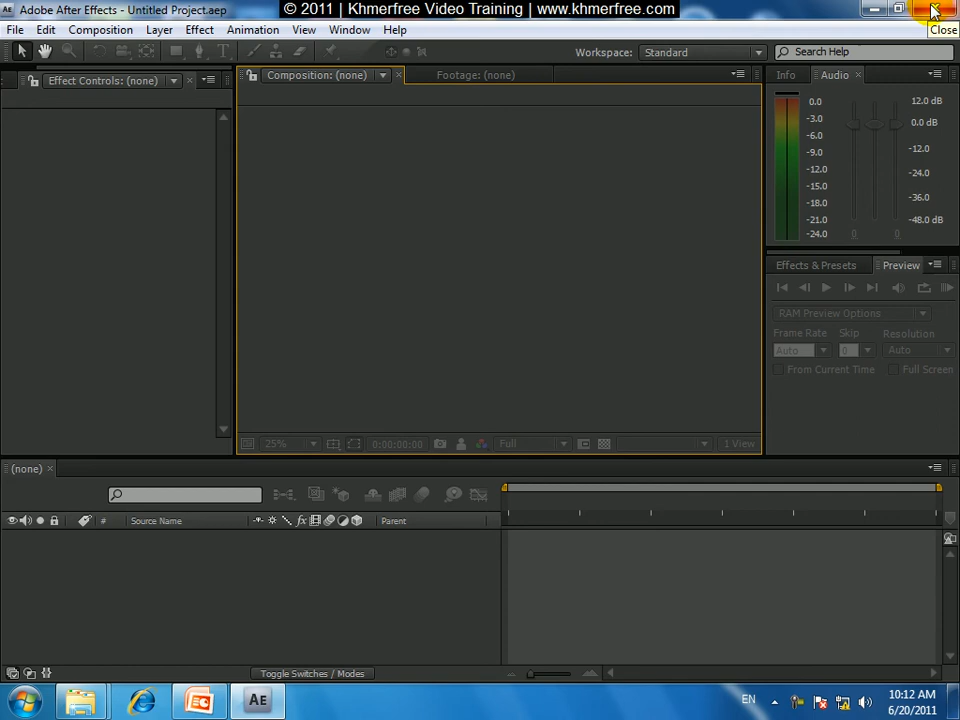 Adobe After Effects - Untitled Project.aep
© 2011 | Khmerfree Video Training | www.khmerfree.com
Close
File Edit Composition Layer Effect Animation View Window Help
Workspace: Standard Search Help
Effect Controls: (none)
Composition: (none) Footage: (none)
Info Audio
0.0 12.0 dB
-3.0 0.0 dB
-6.0
-9.0 -12.0
-12.0 -24.0
-15.0
-18.0 -36.0
-21.0 -48.0 dB
-24.0 0 0
Effects & Presets Preview
RAM Preview Options
Frame Rate Skip Resolution
Auto 0 Auto
From Current Time Full Screen
25% 0:00:00:00 Full 1 View
(none)
# Source Name fx Parent
Toggle Switches / Modes
Ae EN 10:12 AM
6/20/2011